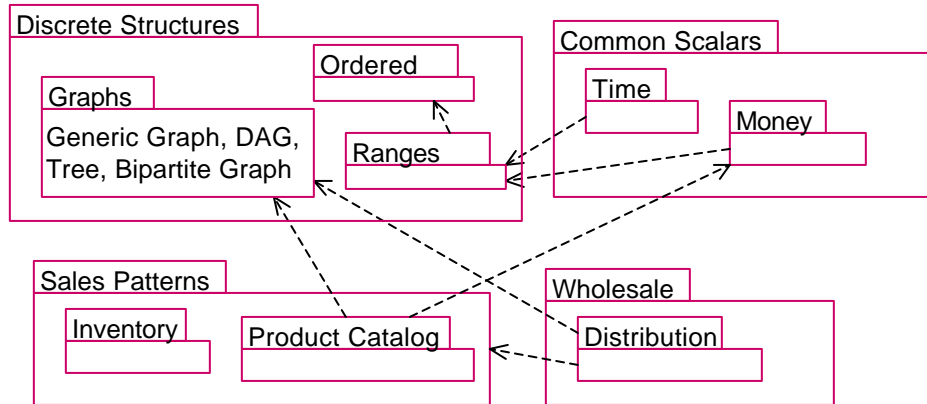 Discrete Structures
Ordered
Graphs
Generic Graph, DAG,
Tree, Bipartite Graph
Ranges
Common Scalars
Time
Money
Sales Patterns
Inventory
Product Catalog
Wholesale
Distribution